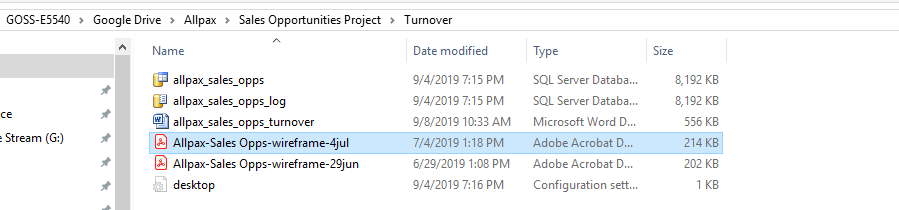 GOSS-E5540 > Google Drive > Allpax > Sales Opportunities Project > Turnover
Name Date modified Type Size
allpax_sales_opps 9/4/2019 7:15 PM SQL Server Databa... 8,192 KB
ce allpax_sales_opps_log 9/4/2019 7:15 PM SQL Server Databa... 8,192 KB
allpax_sales_opps_turnover 9/8/2019 10:33 AM Microsoft Word D... 556 KB
e Stream (G:) Allpax-Sales Opps-wireframe-4jul 7/4/2019 1:18 PM Adobe Acrobat D... 214 KB
Allpax-Sales Opps-wireframe-29jun 6/29/2019 1:08 PM Adobe Acrobat D... 202 KB
desktop 9/4/2019 7:16 PM Configuration sett... 1 KB